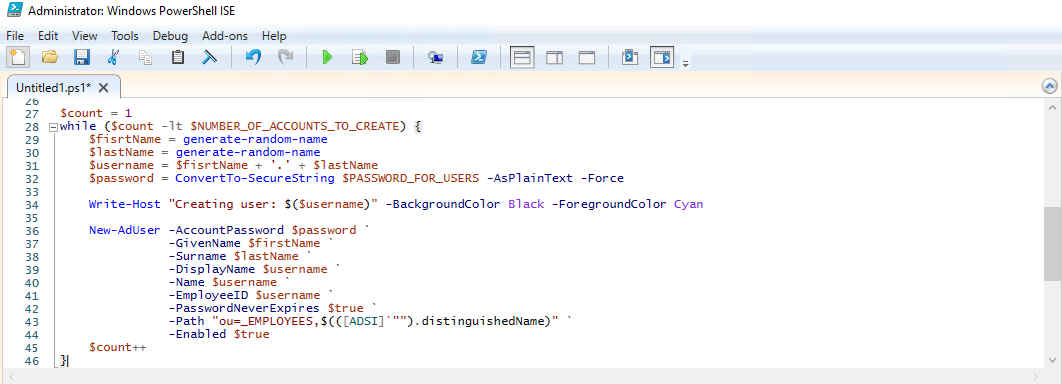 Administrator: Windows PowerShell ISE
File Edit View Tools Debug Add-ons Help
Untitled1.ps1*
26
27 $count = 1
28 while ($count -lt $NUMBER_OF_ACCOUNTS_TO_CREATE) {
29 $fisrtName = generate-random-name
30 $lastName = generate-random-name
31 $username = $fisrtName + '.' + $lastName
32 $password = ConvertTo-SecureString $PASSWORD_FOR_USERS -AsPlainText -Force
33
34 Write-Host "Creating user: $($username)" -BackgroundColor Black -ForegroundColor Cyan
35
36 New-AdUser -AccountPassword $password `
37 -GivenName $firstName `
38 -Surname $lastName `
39 -DisplayName $username `
40 -Name $username `
41 -EmployeeID $username `
42 -PasswordNeverExpires $true `
43 -Path "ou=_EMPLOYEES,$(([ADSI]`"").distinguishedName)" `
44 -Enabled $true
45 $count++
46 }